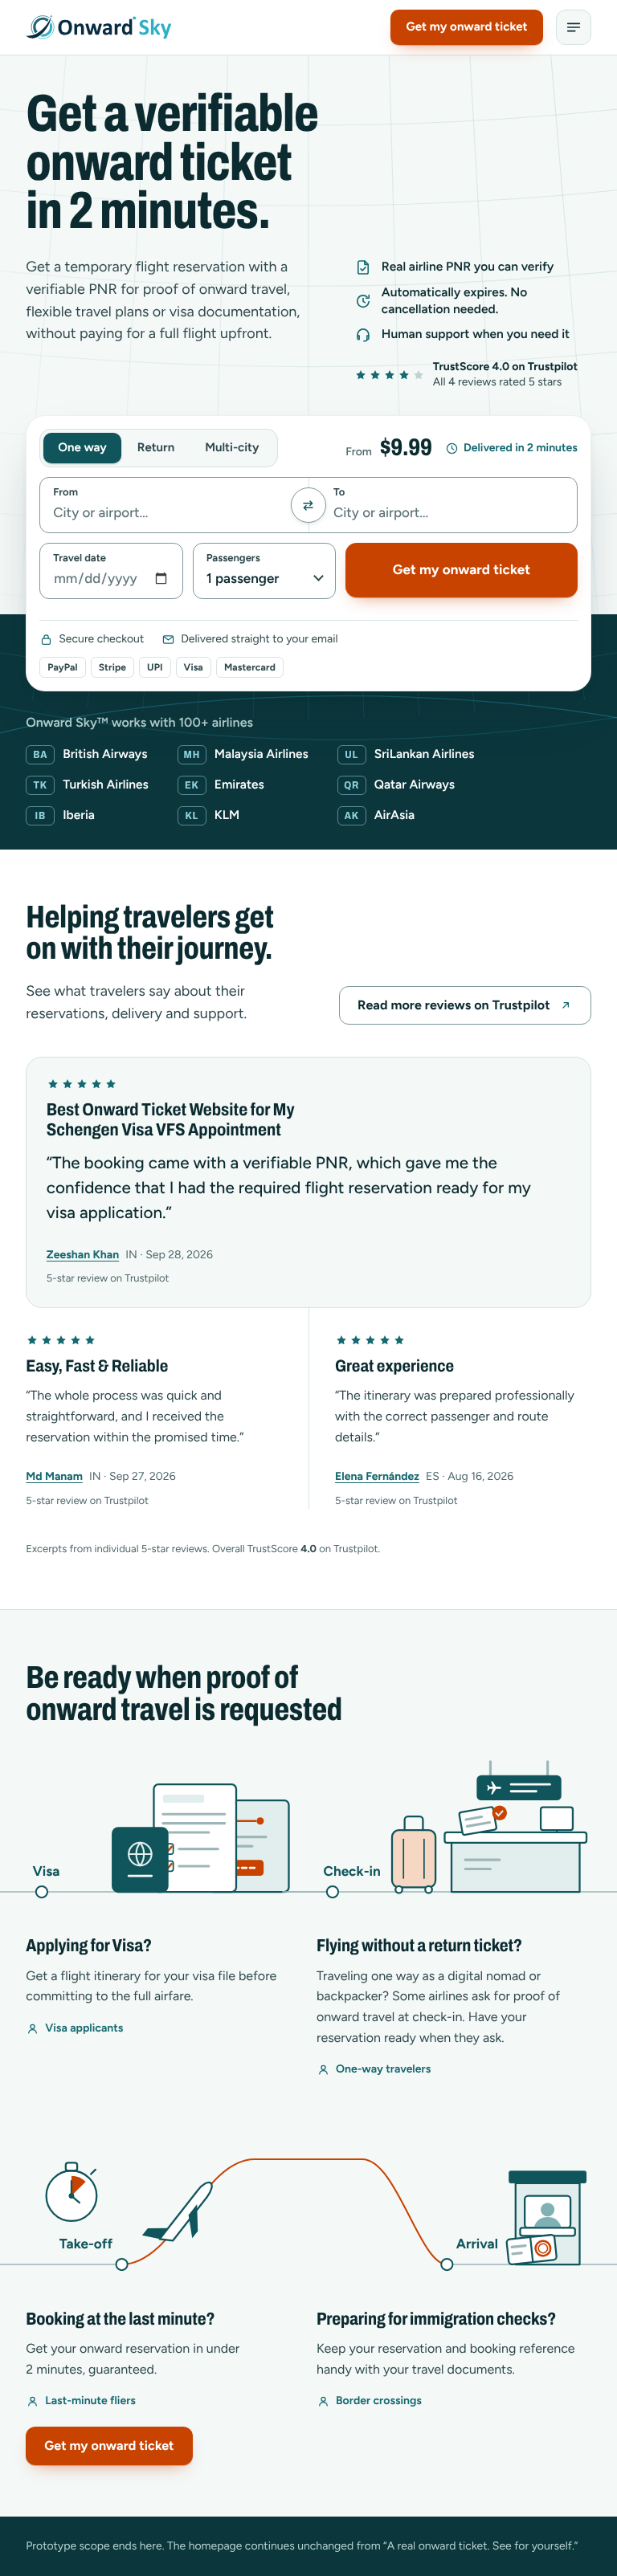 Onward Sky
Get my onward ticket
Get a verifiable
onward ticket
in 2 minutes.
Get a temporary flight reservation with a
verifiable PNR for proof of onward travel,
flexible travel plans or visa documentation,
without paying for a full flight upfront.
Real airline PNR you can verify
Automatically expires. No
cancellation needed.
Human support when you need it
TrustScore 4.0 on Trustpilot
All 4 reviews rated 5 stars
One way
Return
Multi-city
From $9.99
Delivered in 2 minutes
From
City or airport...
To
City or airport...
Travel date
mm/dd/yyyy
Passengers
1 passenger
Get my onward ticket
Secure checkout
Delivered straight to your email
PayPal
Stripe
UPI
Visa
Mastercard
Onward Sky™ works with 100+ airlines
BA British Airways
MH Malaysia Airlines
UL SriLankan Airlines
TK Turkish Airlines
EK Emirates
QR Qatar Airways
IB Iberia
KL KLM
AK AirAsia
Helping travelers get
on with their journey.
See what travelers say about their
reservations, delivery and support.
Read more reviews on Trustpilot
Best Onward Ticket Website for My
Schengen Visa VFS Appointment
“The booking came with a verifiable PNR, which gave me the
confidence that I had the required flight reservation ready for my
visa application.”
Zeeshan Khan IN · Sep 28, 2026
5-star review on Trustpilot
Easy, Fast & Reliable
“The whole process was quick and
straightforward, and I received the
reservation within the promised time.”
Md Manam IN · Sep 27, 2026
5-star review on Trustpilot
Great experience
“The itinerary was prepared professionally
with the correct passenger and route
details.”
Elena Fernández ES · Aug 16, 2026
5-star review on Trustpilot
Excerpts from individual 5-star reviews. Overall TrustScore 4.0 on Trustpilot.
Be ready when proof of
onward travel is requested
Visa
Check-in
Applying for Visa?
Get a flight itinerary for your visa file before
committing to the full airfare.
Visa applicants
Flying without a return ticket?
Traveling one way as a digital nomad or
backpacker? Some airlines ask for proof of
onward travel at check-in. Have your
reservation ready when they ask.
One-way travelers
Take-off
Arrival
Booking at the last minute?
Get your onward reservation in under
2 minutes, guaranteed.
Last-minute fliers
Preparing for immigration checks?
Keep your reservation and booking reference
handy with your travel documents.
Border crossings
Get my onward ticket
Prototype scope ends here. The homepage continues unchanged from “A real onward ticket. See for yourself.”